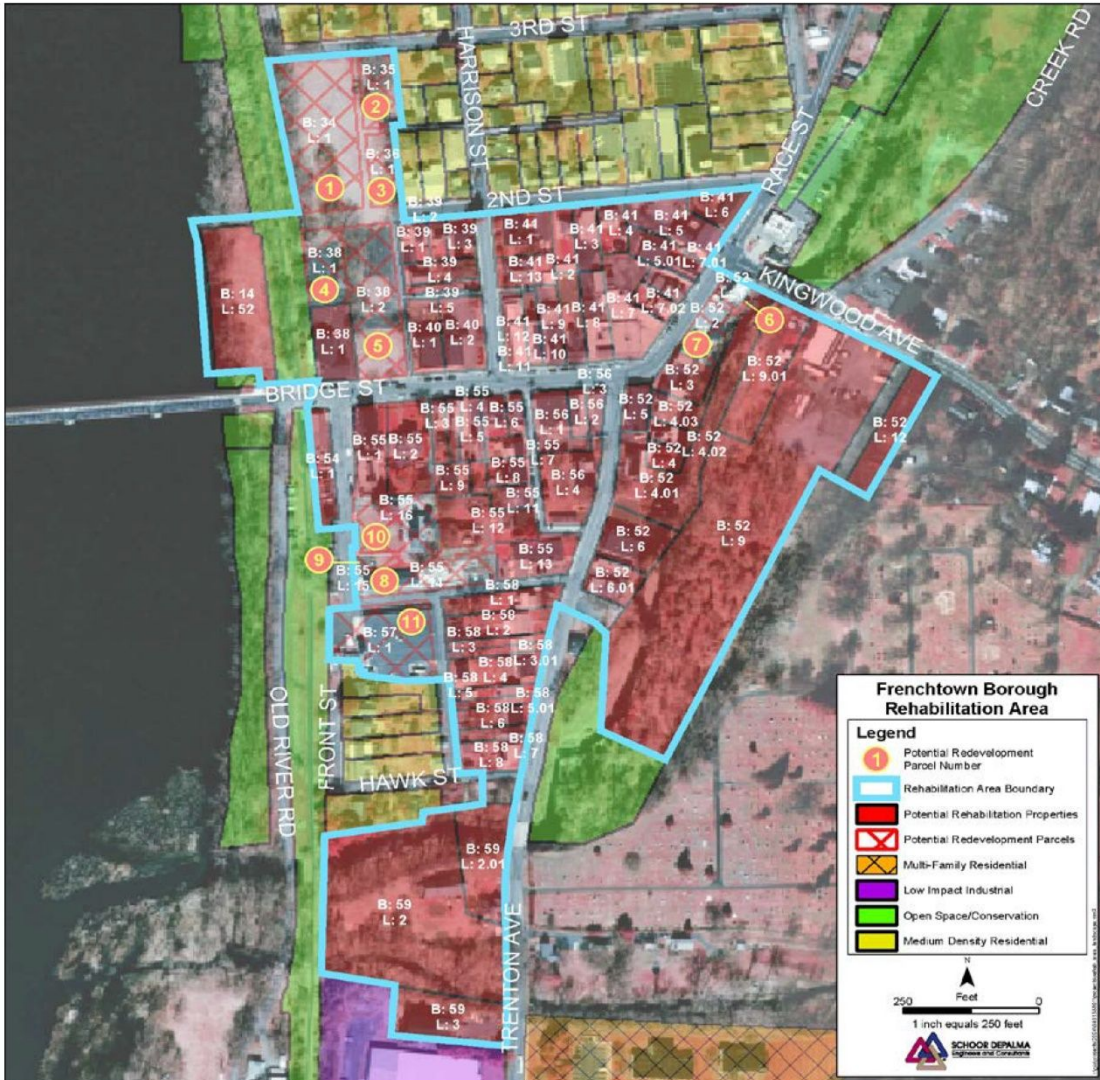 3RD ST
HARRISON ST
RACE ST
CREEK RD
B: 35
L: 1
2
B: 34
L: 1
B: 36
L: 1
1
3
2ND ST
B: 39
L: 2
B: 39
L: 1
B: 39
L: 3
B: 39
L: 4
B: 39
L: 5
B: 41
L: 1
B: 41
L: 13
B: 41
L: 2
B: 41
L: 3
B: 41
L: 4
B: 41
L: 5
B: 41
L: 6
B: 41
L: 5.01
B: 41
L: 7.01
B: 38
L: 1
4
B: 14
L: 52
B: 38
L: 2
B: 38
L: 1
5
B: 40
L: 1
B: 40
L: 2
B: 41
L: 12
B: 41
L: 11
B: 41
L: 9
B: 41
L: 10
B: 41
L: 8
B: 41
L: 7
B: 41
L: 7.02
B: 52
B: 52
L: 2
6
7
KINGWOOD AVE
BRIDGE ST
B: 52
L: 9.01
B: 52
L: 3
B: 56
L: 3
B: 52
L: 12
B: 54
L: 1
B: 55
L: 1
B: 55
L: 2
B: 55
L: 3
B: 55
L: 4
B: 55
L: 5
B: 55
L: 6
B: 55
L: 7
B: 56
L: 1
B: 56
L: 2
B: 52
L: 5
B: 52
L: 4.03
B: 52
L: 4.02
B: 52
L: 4
B: 52
L: 4.01
B: 55
L: 9
B: 55
L: 8
B: 56
L: 4
B: 55
L: 11
B: 55
L: 16
B: 55
L: 12
B: 52
L: 9
B: 52
L: 6
10
9
8
B: 55
L: 15
B: 55
L: 14
B: 55
L: 13
B: 52
L: 6.01
11
B: 57
L: 1
B: 58
L: 1
B: 58
L: 2
B: 58
L: 3
B: 58
L: 3.01
B: 58
L: 4
B: 58
L: 5
B: 58
L: 5.01
B: 58
L: 6
B: 58
L: 7
B: 58
L: 8
OLD RIVER RD
FRONT ST
HAWK ST
B: 59
L: 2.01
B: 59
L: 2
B: 59
L: 3
TRENTON AVE
Frenchtown Borough
Rehabilitation Area
Legend
1
Potential Redevelopment
Parcel Number
Rehabilitation Area Boundary
Potential Rehabilitation Properties
Potential Redevelopment Parcels
Multi-Family Residential
Low Impact Industrial
Open Space/Conservation
Medium Density Residential
N
250
0
Feet
1 inch equals 250 feet
SCHOOR DEPALMA
Engineers and Consultants